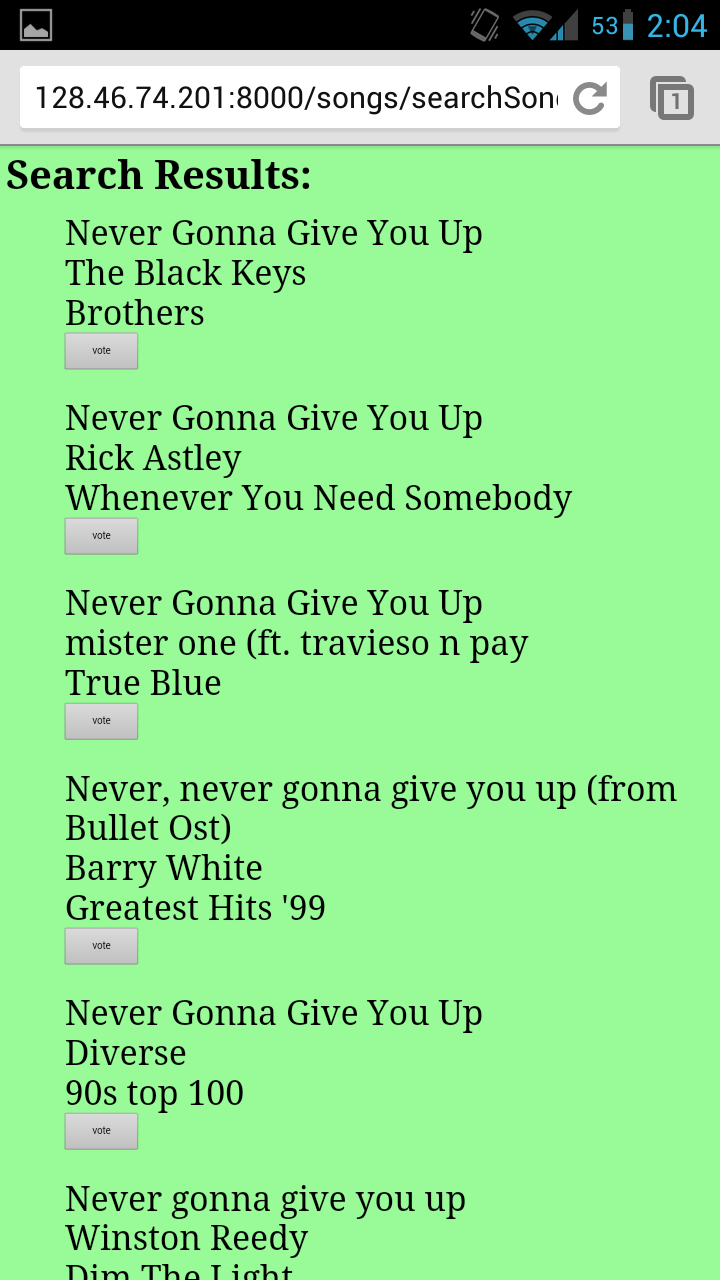 53 2:04
128.46.74.201:8000/songs/searchSon
1
Search Results:
Never Gonna Give You Up
The Black Keys
Brothers
vote
Never Gonna Give You Up
Rick Astley
Whenever You Need Somebody
vote
Never Gonna Give You Up
mister one (ft. travieso n pay
True Blue
vote
Never, never gonna give you up (from
Bullet Ost)
Barry White
Greatest Hits '99
vote
Never Gonna Give You Up
Diverse
90s top 100
vote
Never gonna give you up
Winston Reedy
Dim The Light